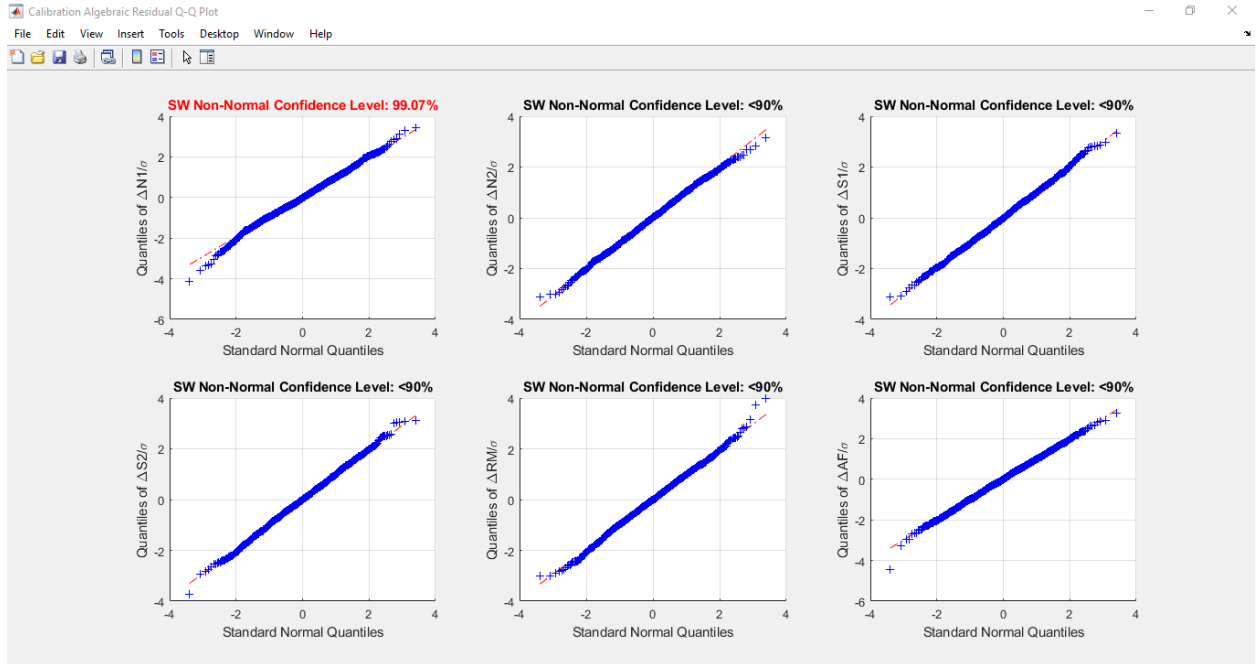 Calibration Algebraic Residual Q-Q Plot
File Edit View Insert Tools Desktop Window Help
SW Non-Normal Confidence Level: 99.07%
4
2
0
-2
-4
-6
Quantiles of △N1/σ
-4 -2 0 2 4
Standard Normal Quantiles
SW Non-Normal Confidence Level: <90%
4
2
0
-2
-4
Quantiles of △N2/σ
-4 -2 0 2 4
Standard Normal Quantiles
SW Non-Normal Confidence Level: <90%
4
2
0
-2
-4
Quantiles of △S1/σ
-4 -2 0 2 4
Standard Normal Quantiles
SW Non-Normal Confidence Level: <90%
4
2
0
-2
-4
Quantiles of △S2/σ
-4 -2 0 2 4
Standard Normal Quantiles
SW Non-Normal Confidence Level: <90%
4
2
0
-2
-4
Quantiles of △RM/σ
-4 -2 0 2 4
Standard Normal Quantiles
SW Non-Normal Confidence Level: <90%
4
2
0
-2
-4
-6
Quantiles of △AF/σ
-4 -2 0 2 4
Standard Normal Quantiles